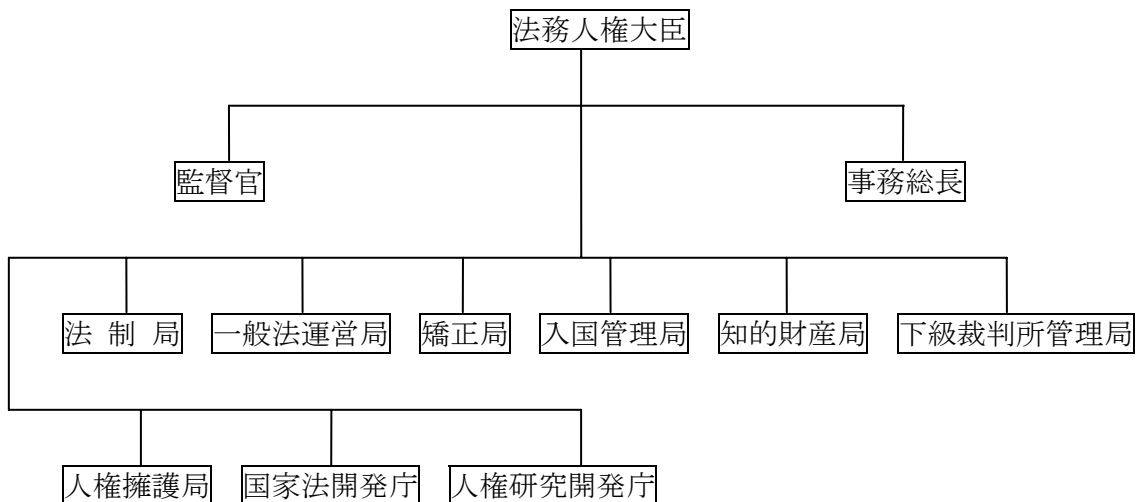 法務人権大臣
監督官 事務総長
法 制 局 一般法運営局 矯正局 入国管理局 知的財産局 下級裁判所管理局
人権擁護局 国家法開発庁 人権研究開発庁